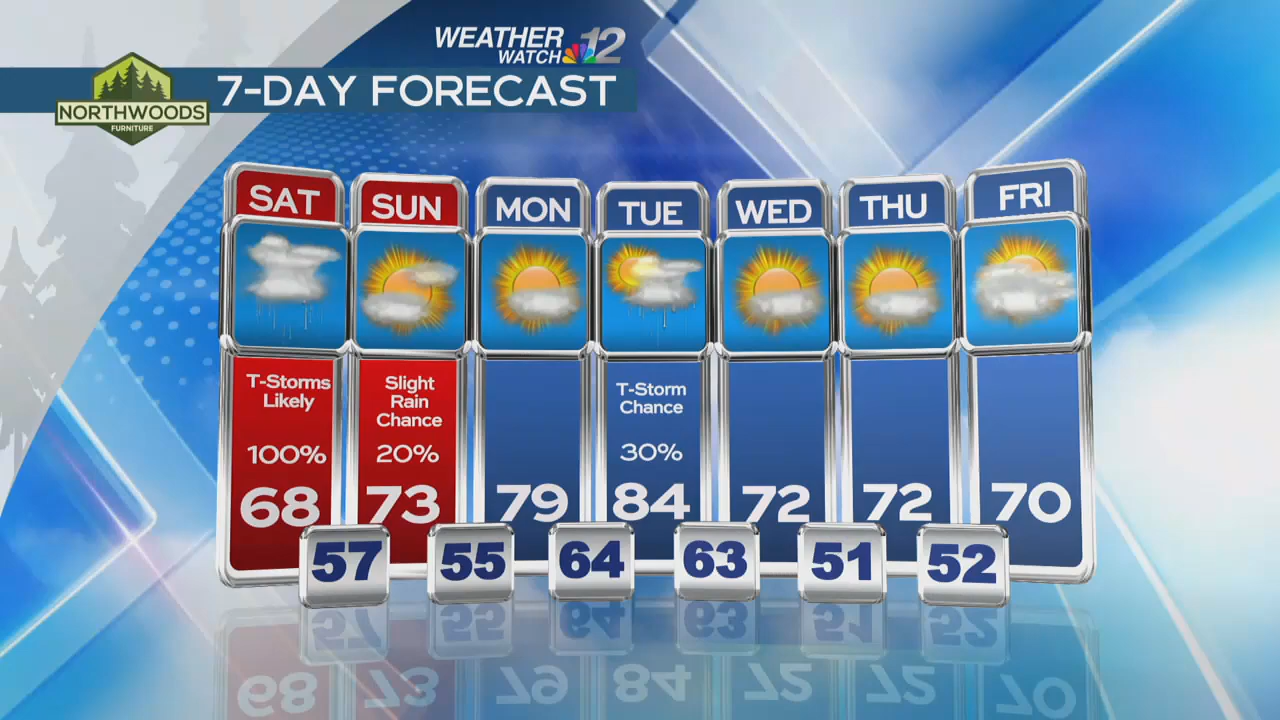 WEATHER
WATCH 12
NORTHWOODS
FURNITURE
7-DAY FORECAST
SAT
SUN
MON
TUE
WED
THU
FRI
T-Storms
Likely
100%
68
Slight
Rain
Chance
20%
73
79
T-Storm
Chance
30%
84
72
72
70
57
55
64
63
51
52